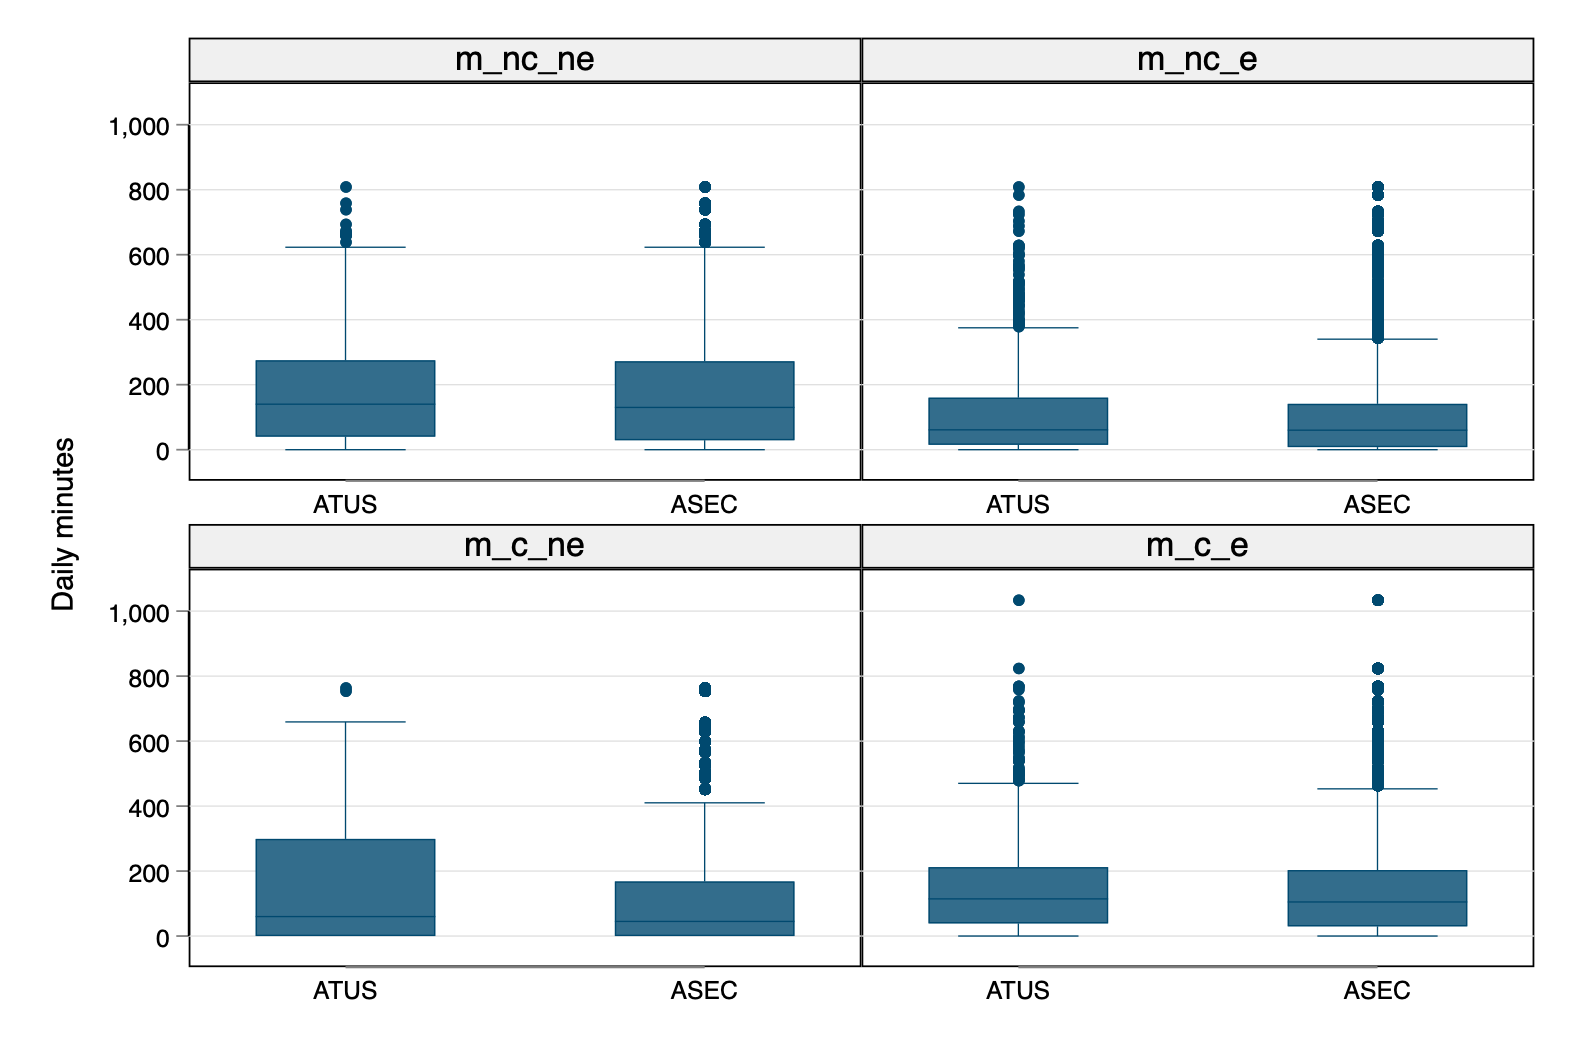 m_nc_ne
m_nc_e
1,000
800
600
400
200
0
ATUS
ASEC
ATUS
ASEC
Daily minutes
m_c_ne
m_c_e
1,000
800
600
400
200
0
ATUS
ASEC
ATUS
ASEC